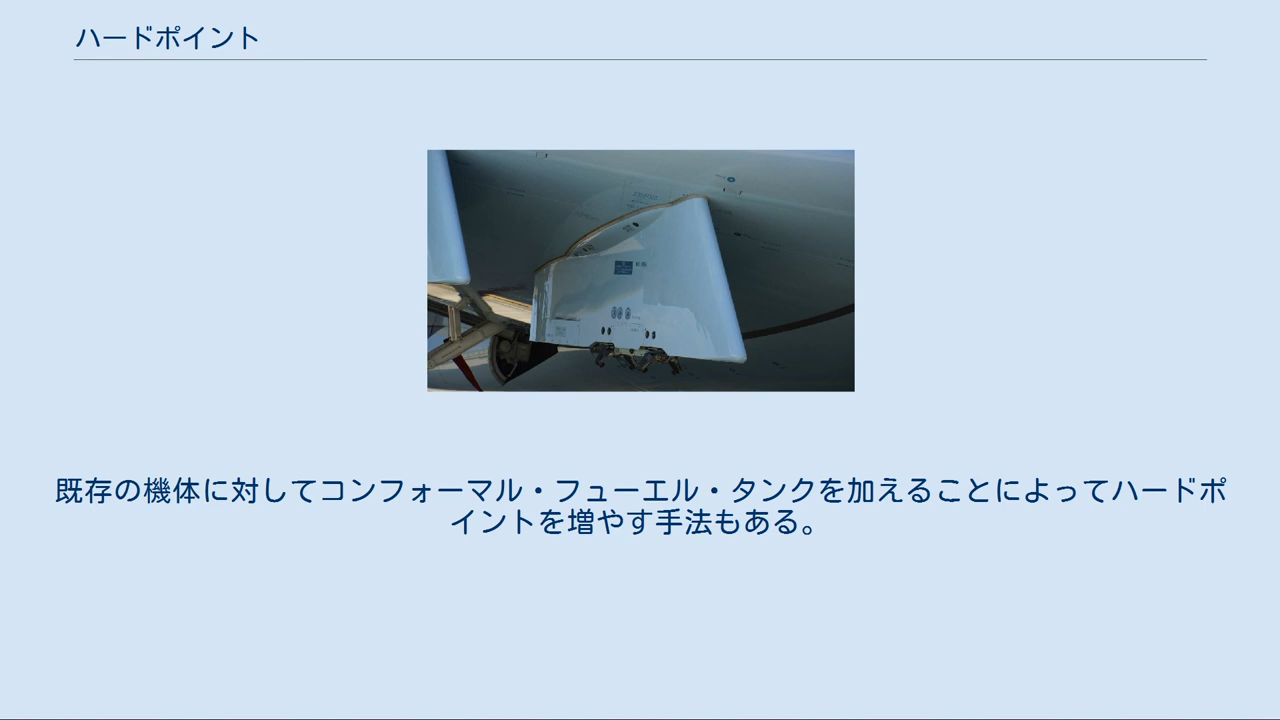 ハードポイント
既存の機体に対してコンフォーマル・フューエル・タンクを加えることによってハードポ
イントを増やす手法もある。